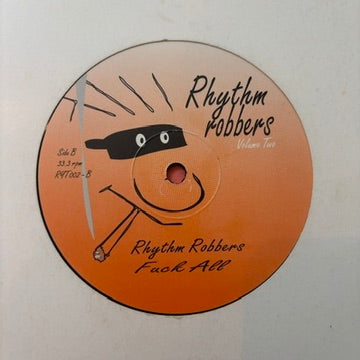 Rhythm
robbers
Volume Two
Side B
33.3 rpm
RYT002 - B
Rhythm Robbers
Fuck All